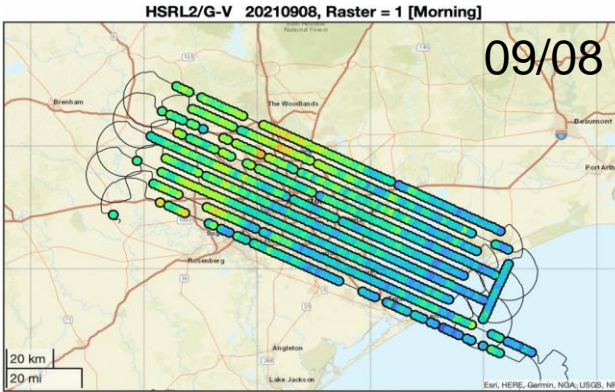 HSRL2/G-V 20210908, Raster = 1 [Morning]
09/08
National Forest
Brenham
The Woodlands
Beaumont
Port Arth
Rosenberg
Angleton
Lake Jackson
20 km
20 mi
Esri, HERE, Garmin, NGA, USGS, NP